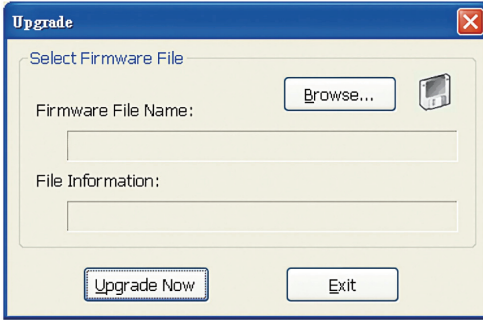 Upgrade
Select Firmware File
Browse...
Firmware File Name:
File Information:
Upgrade Now
Exit